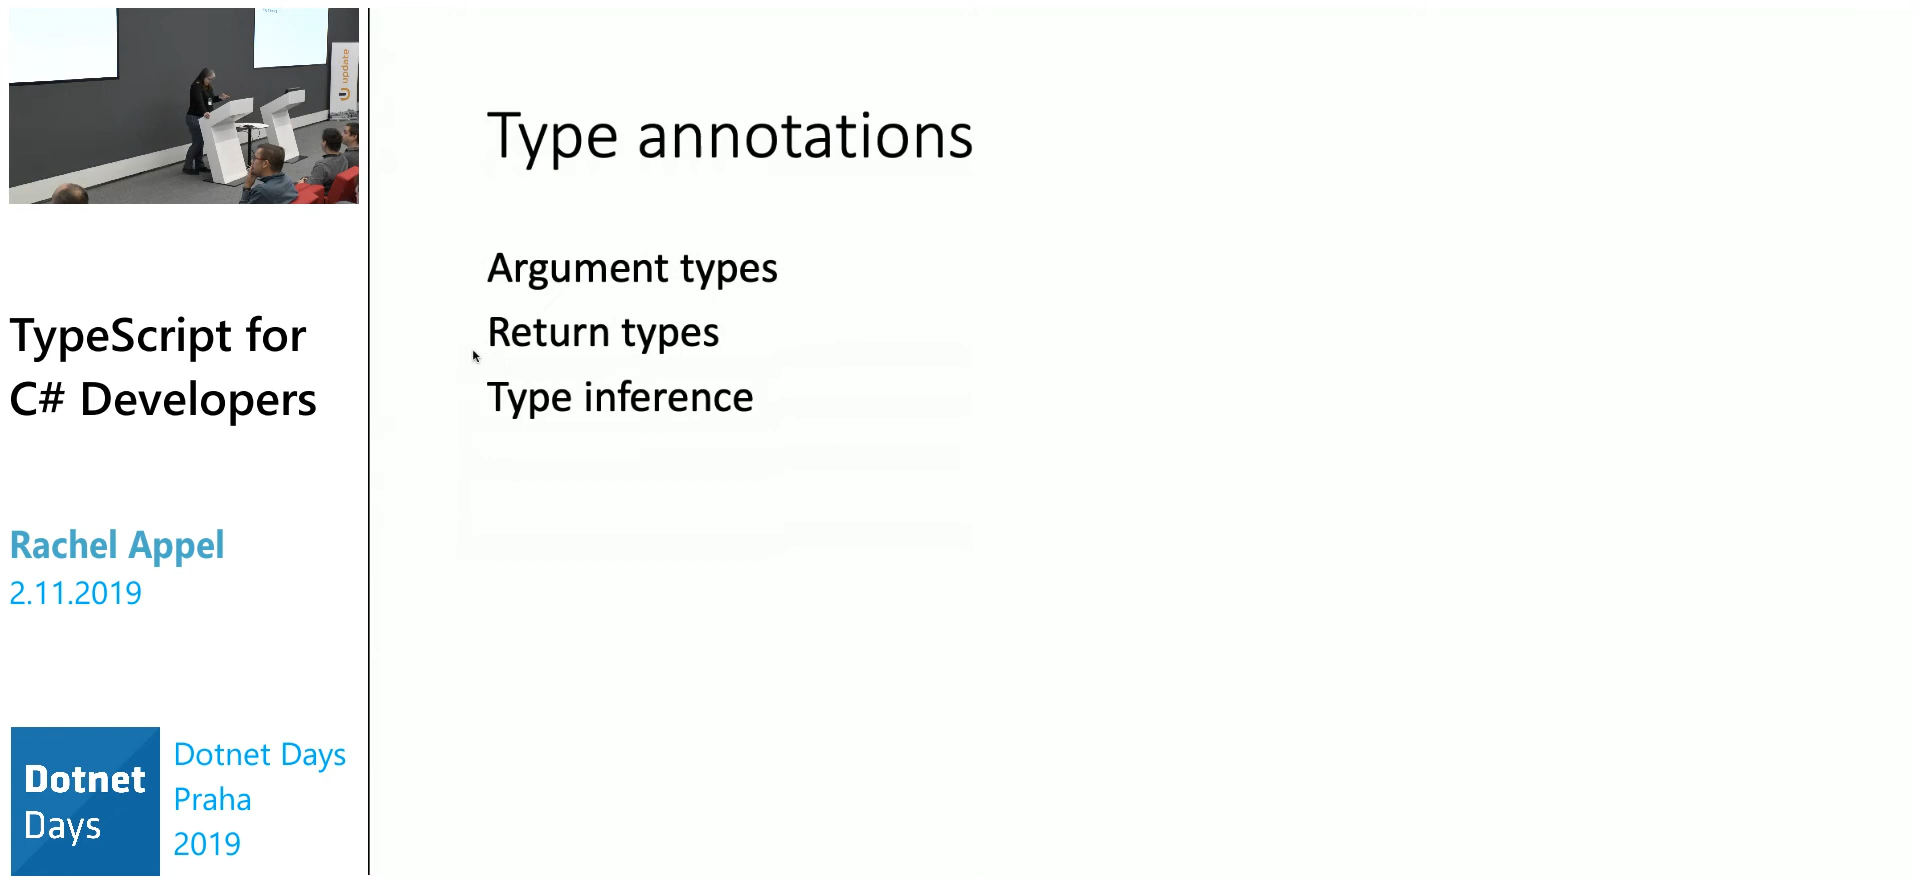 update
TypeScript for
C# Developers
Rachel Appel
2.11.2019
Dotnet
Days
Dotnet Days
Praha
2019
Type annotations
Argument types
Return types
Type inference